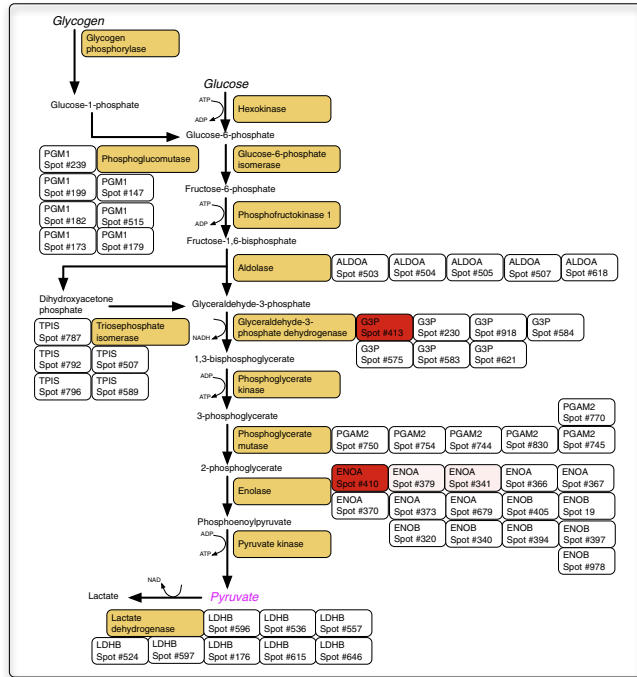 Glycogen
Glycogen
phosphorylase
Glucose
Glucose-1-phosphate
ATP
ADP
Hexokinase
Glucose-6-phosphate
PGM1
Spot #239
Phosphoglucomutase
Glucose-6-phosphate
isomerase
PGM1
Spot #199
PGM1
Spot #147
Fructose-6-phosphate
PGM1
Spot #182
PGM1
Spot #515
ATP
ADP
Phosphofructokinase 1
PGM1
Spot #173
PGM1
Spot #179
Fructose-1,6-bisphosphate
Aldolase
ALDOA
Spot #503
ALDOA
Spot #504
ALDOA
Spot #505
ALDOA
Spot #507
ALDOA
Spot #618
Dihydroxyacetone
phosphate
Glyceraldehyde-3-phosphate
TPIS
Spot #787
Triosephosphate
isomerase
NADH
Glyceraldehyde-3-
phosphate dehydrogenase
G3P
Spot #413
G3P
Spot #230
G3P
Spot #918
G3P
Spot #584
TPIS
Spot #792
TPIS
Spot #507
G3P
Spot #575
G3P
Spot #583
G3P
Spot #621
1,3-bisphosphoglycerate
TPIS
Spot #796
TPIS
Spot #589
ADP
ATP
Phosphoglycerate
kinase
3-phosphoglycerate
PGAM2
Spot #770
Phosphoglycerate
mutase
PGAM2
Spot #750
PGAM2
Spot #754
PGAM2
Spot #744
PGAM2
Spot #830
PGAM2
Spot #745
2-phosphoglycerate
Enolase
ENOA
Spot #410
ENOA
Spot #379
ENOA
Spot #341
ENOA
Spot #366
ENOA
Spot #367
ENOA
Spot #370
ENOA
Spot #373
ENOA
Spot #679
ENOB
Spot #405
ENOB
Spot 19
Phosphoenolpyruvate
ENOB
Spot #320
ENOB
Spot #340
ENOB
Spot #394
ENOB
Spot #397
ADP
ATP
Pyruvate kinase
ENOB
Spot #978
NAD
Lactate
Pyruvate
Lactate
dehydrogenase
LDHB
Spot #596
LDHB
Spot #536
LDHB
Spot #557
LDHB
Spot #524
LDHB
Spot #597
LDHB
Spot #176
LDHB
Spot #615
LDHB
Spot #646